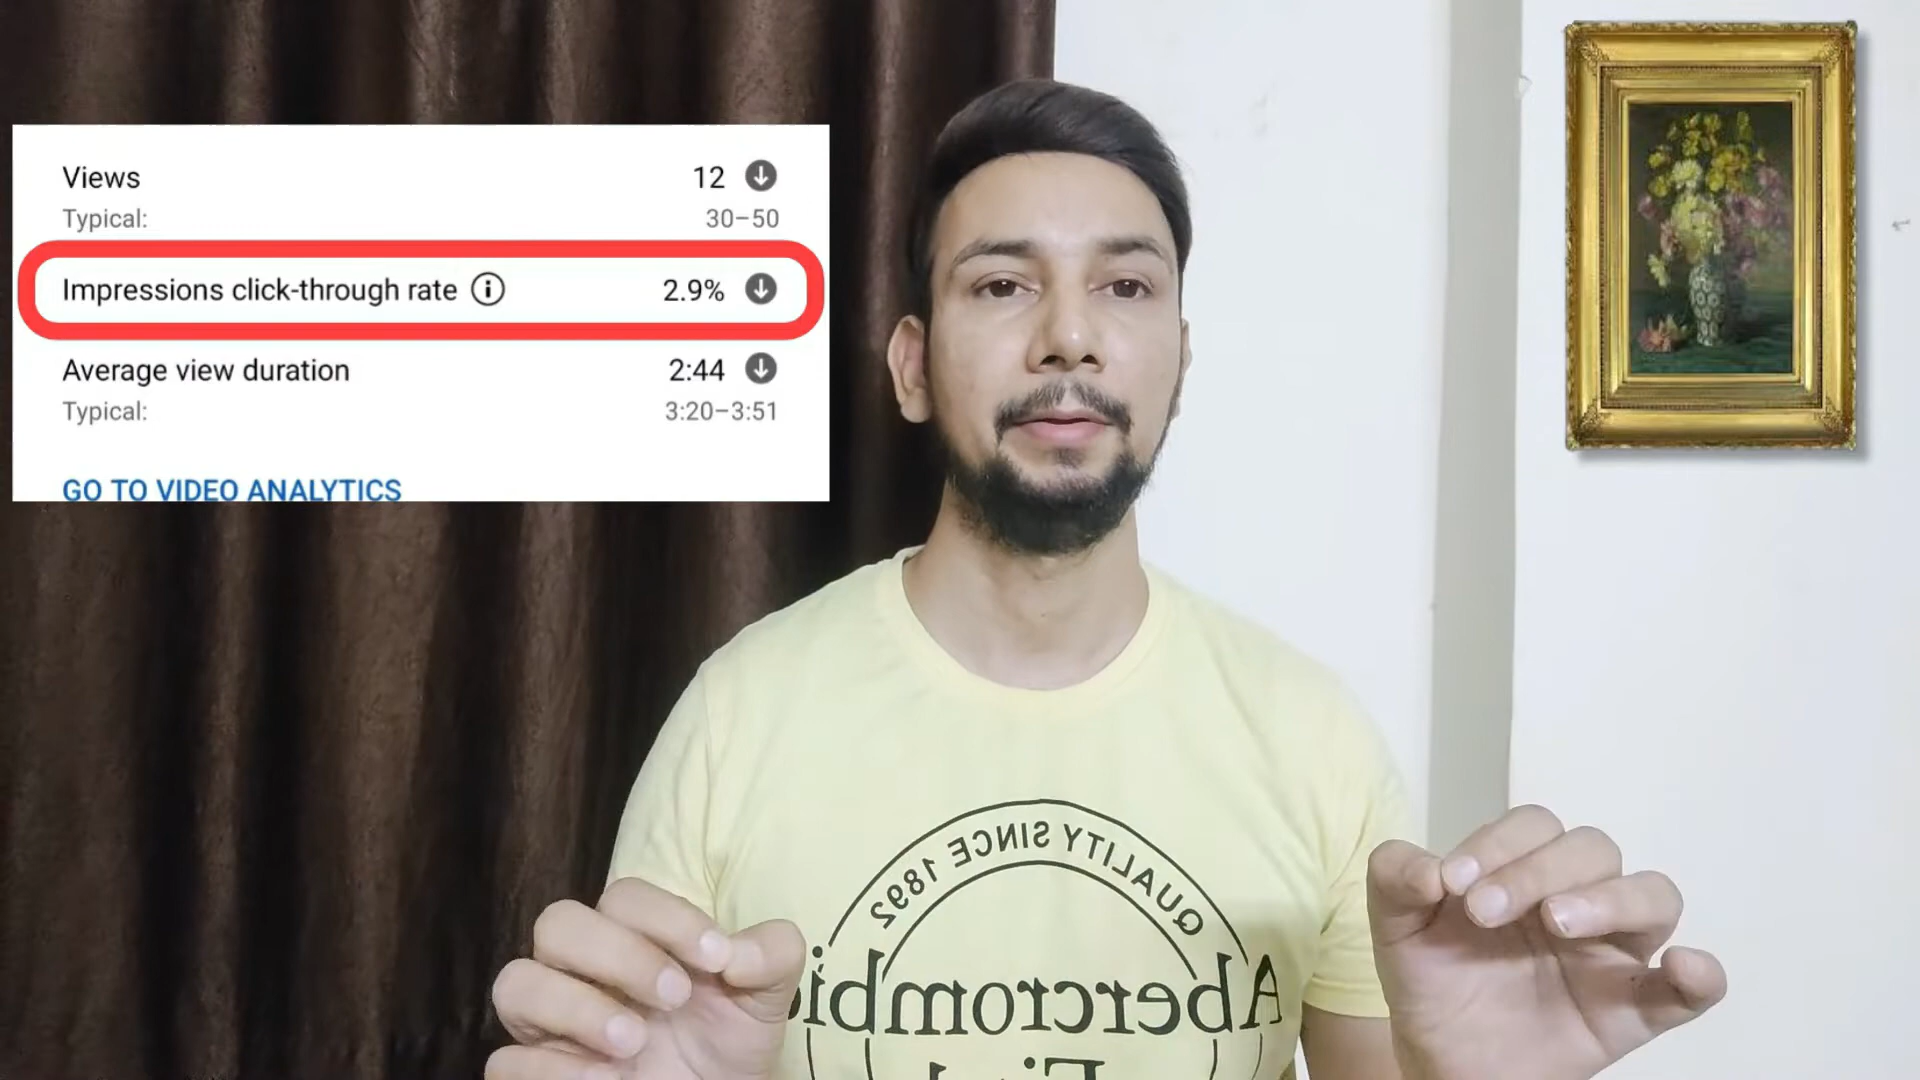 Views 12
Typical: 30–50
Impressions click-through rate 2.9%
Average view duration 2:44
Typical: 3:20–3:51
GO TO VIDEO ANALYTICS
QUALITY SINCE 1892
Abercrombi